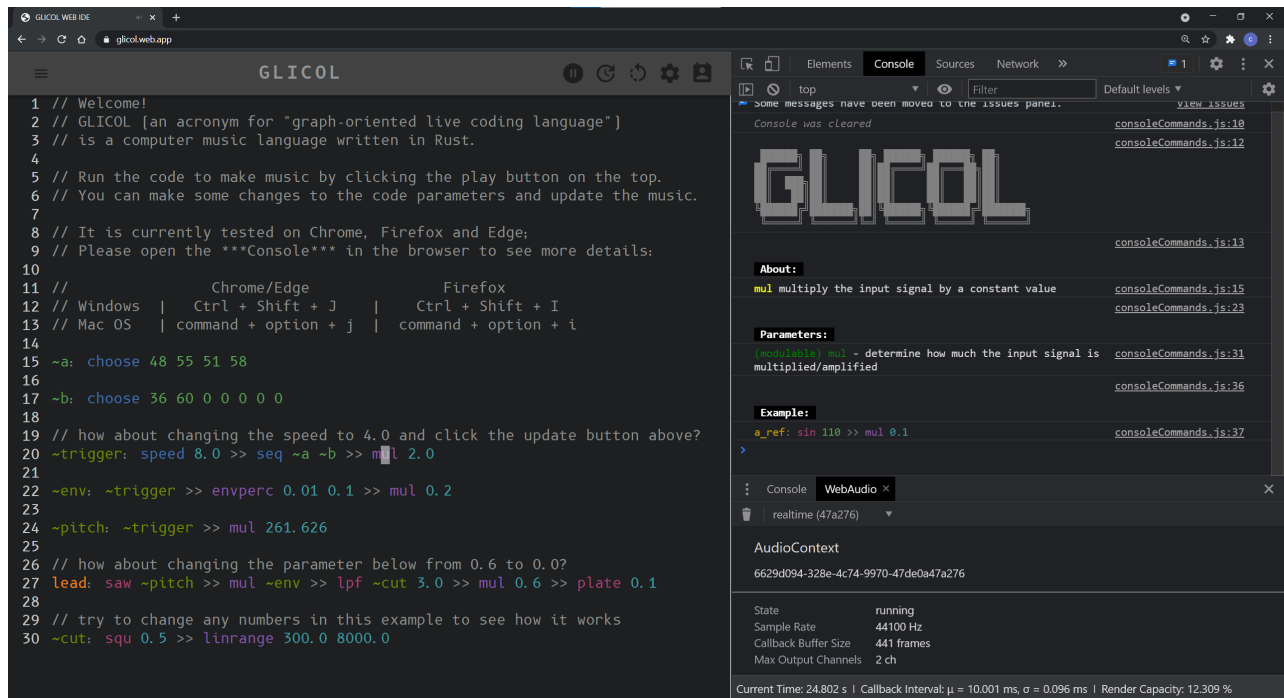 GLICOL WEB IDE
glicol.web.app
GLICOL
1 // Welcome!
2 // GLICOL [an acronym for "graph-oriented live coding language"]
3 // is a computer music language written in Rust.
4
5 // Run the code to make music by clicking the play button on the top.
6 // You can make some changes to the code parameters and update the music.
7
8 // It is currently tested on Chrome, Firefox and Edge;
9 // Please open the ***Console*** in the browser to see more details:
10
11 // Chrome/Edge Firefox
12 // Windows | Ctrl + Shift + J | Ctrl + Shift + I
13 // Mac OS | command + option + j | command + option + i
14
15 ~a: choose 48 55 51 58
16
17 ~b: choose 36 60 0 0 0 0 0
18
19 // how about changing the speed to 4.0 and click the update button above?
20 ~trigger: speed 8.0 >> seq ~a ~b >> mul 2.0
21
22 ~env: ~trigger >> envperc 0.01 0.1 >> mul 0.2
23
24 ~pitch: ~trigger >> mul 261.626
25
26 // how about changing the parameter below from 0.6 to 0.0?
27 lead: saw ~pitch >> mul ~env >> lpf ~cut 3.0 >> mul 0.6 >> plate 0.1
28
29 // try to change any numbers in this example to see how it works
30 ~cut: squ 0.5 >> linrange 300.0 8000.0
Elements Console Sources Network » 1
top Filter Default levels
Some messages have been moved to the Issues panel. View issues
Console was cleared consoleCommands.js:10
consoleCommands.js:12
GLICOL
consoleCommands.js:13
About:
mul multiply the input signal by a constant value consoleCommands.js:15
consoleCommands.js:23
Parameters:
(modulable) mul - determine how much the input signal is consoleCommands.js:31
multiplied/amplified
consoleCommands.js:36
Example:
a_ref: sin 110 >> mul 0.1 consoleCommands.js:37
Console WebAudio
realtime (47a276)
AudioContext
6629d094-328e-4c74-9970-47de0a47a276
State running
Sample Rate 44100 Hz
Callback Buffer Size 441 frames
Max Output Channels 2 ch
Current Time: 24.802 s | Callback Interval: μ = 10.001 ms, σ = 0.096 ms | Render Capacity: 12.309 %